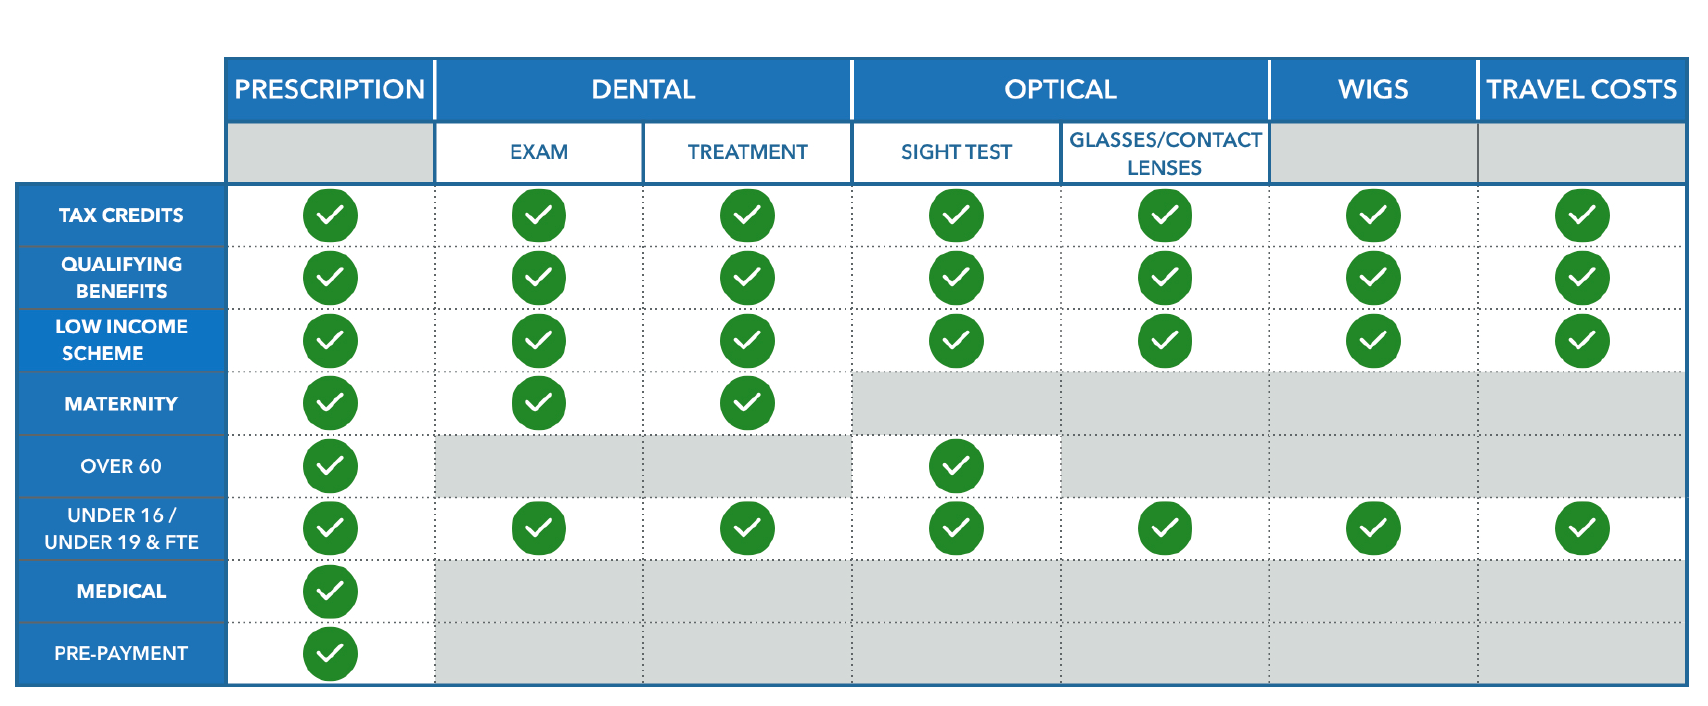 PRESCRIPTION DENTAL OPTICAL WIGS TRAVEL COSTS
EXAM TREATMENT SIGHT TEST GLASSES/CONTACT
LENSES
TAX CREDITS
QUALIFYING
BENEFITS
LOW INCOME
SCHEME
MATERNITY
OVER 60
UNDER 16 /
UNDER 19 & FTE
MEDICAL
PRE-PAYMENT